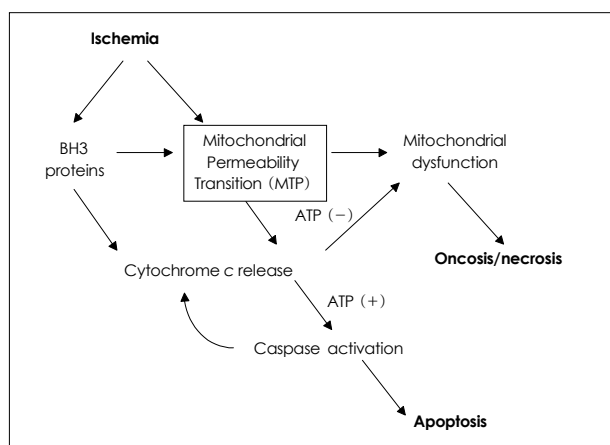 Ischemia
BH3
proteins
Mitochondrial
Permeability
Transition (MTP)
Mitochondrial
dysfunction
ATP (−)
Oncosis/necrosis
Cytochrome c release
ATP (+)
Caspase activation
Apoptosis